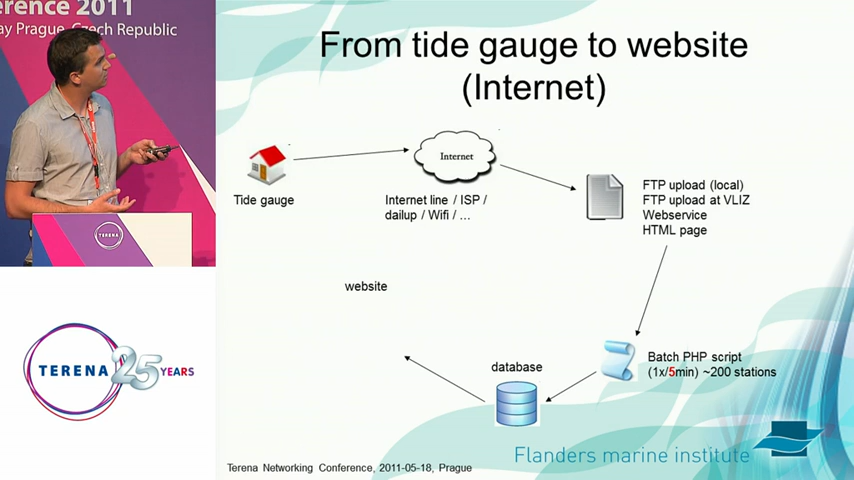 erence 2011
ay Prague, Czech Republic
TERENA
TERENA 25 YEARS
From tide gauge to website
(Internet)
Internet
Tide gauge
Internet line / ISP /
dailup / Wifi / ...
FTP upload (local)
FTP upload at VLIZ
Webservice
HTML page
website
database
Batch PHP script
(1x/5min) ~200 stations
Flanders marine institute
Terena Networking Conference, 2011-05-18, Prague